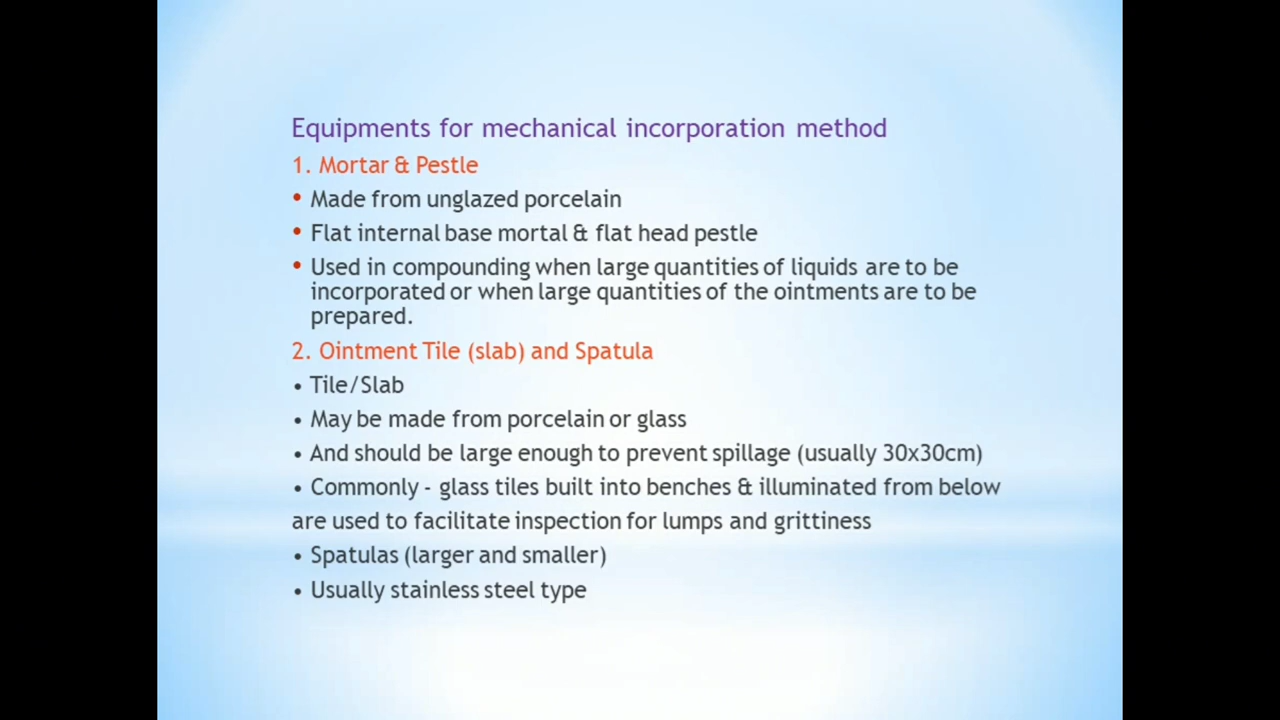 Equipments for mechanical incorporation method
1. Mortar & Pestle
• Made from unglazed porcelain
• Flat internal base mortal & flat head pestle
• Used in compounding when large quantities of liquids are to be
incorporated or when large quantities of the ointments are to be
prepared.
2. Ointment Tile (slab) and Spatula
• Tile/Slab
• May be made from porcelain or glass
• And should be large enough to prevent spillage (usually 30x30cm)
• Commonly - glass tiles built into benches & illuminated from below
are used to facilitate inspection for lumps and grittiness
• Spatulas (larger and smaller)
• Usually stainless steel type